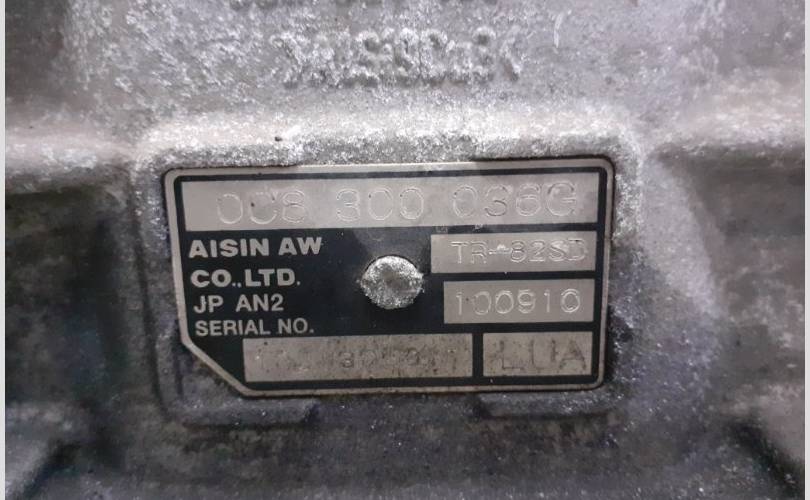 0C8 300 036G
AISIN AW
TR-82SD
CO.,LTD.
JP AN2
100910
SERIAL NO.
LUA